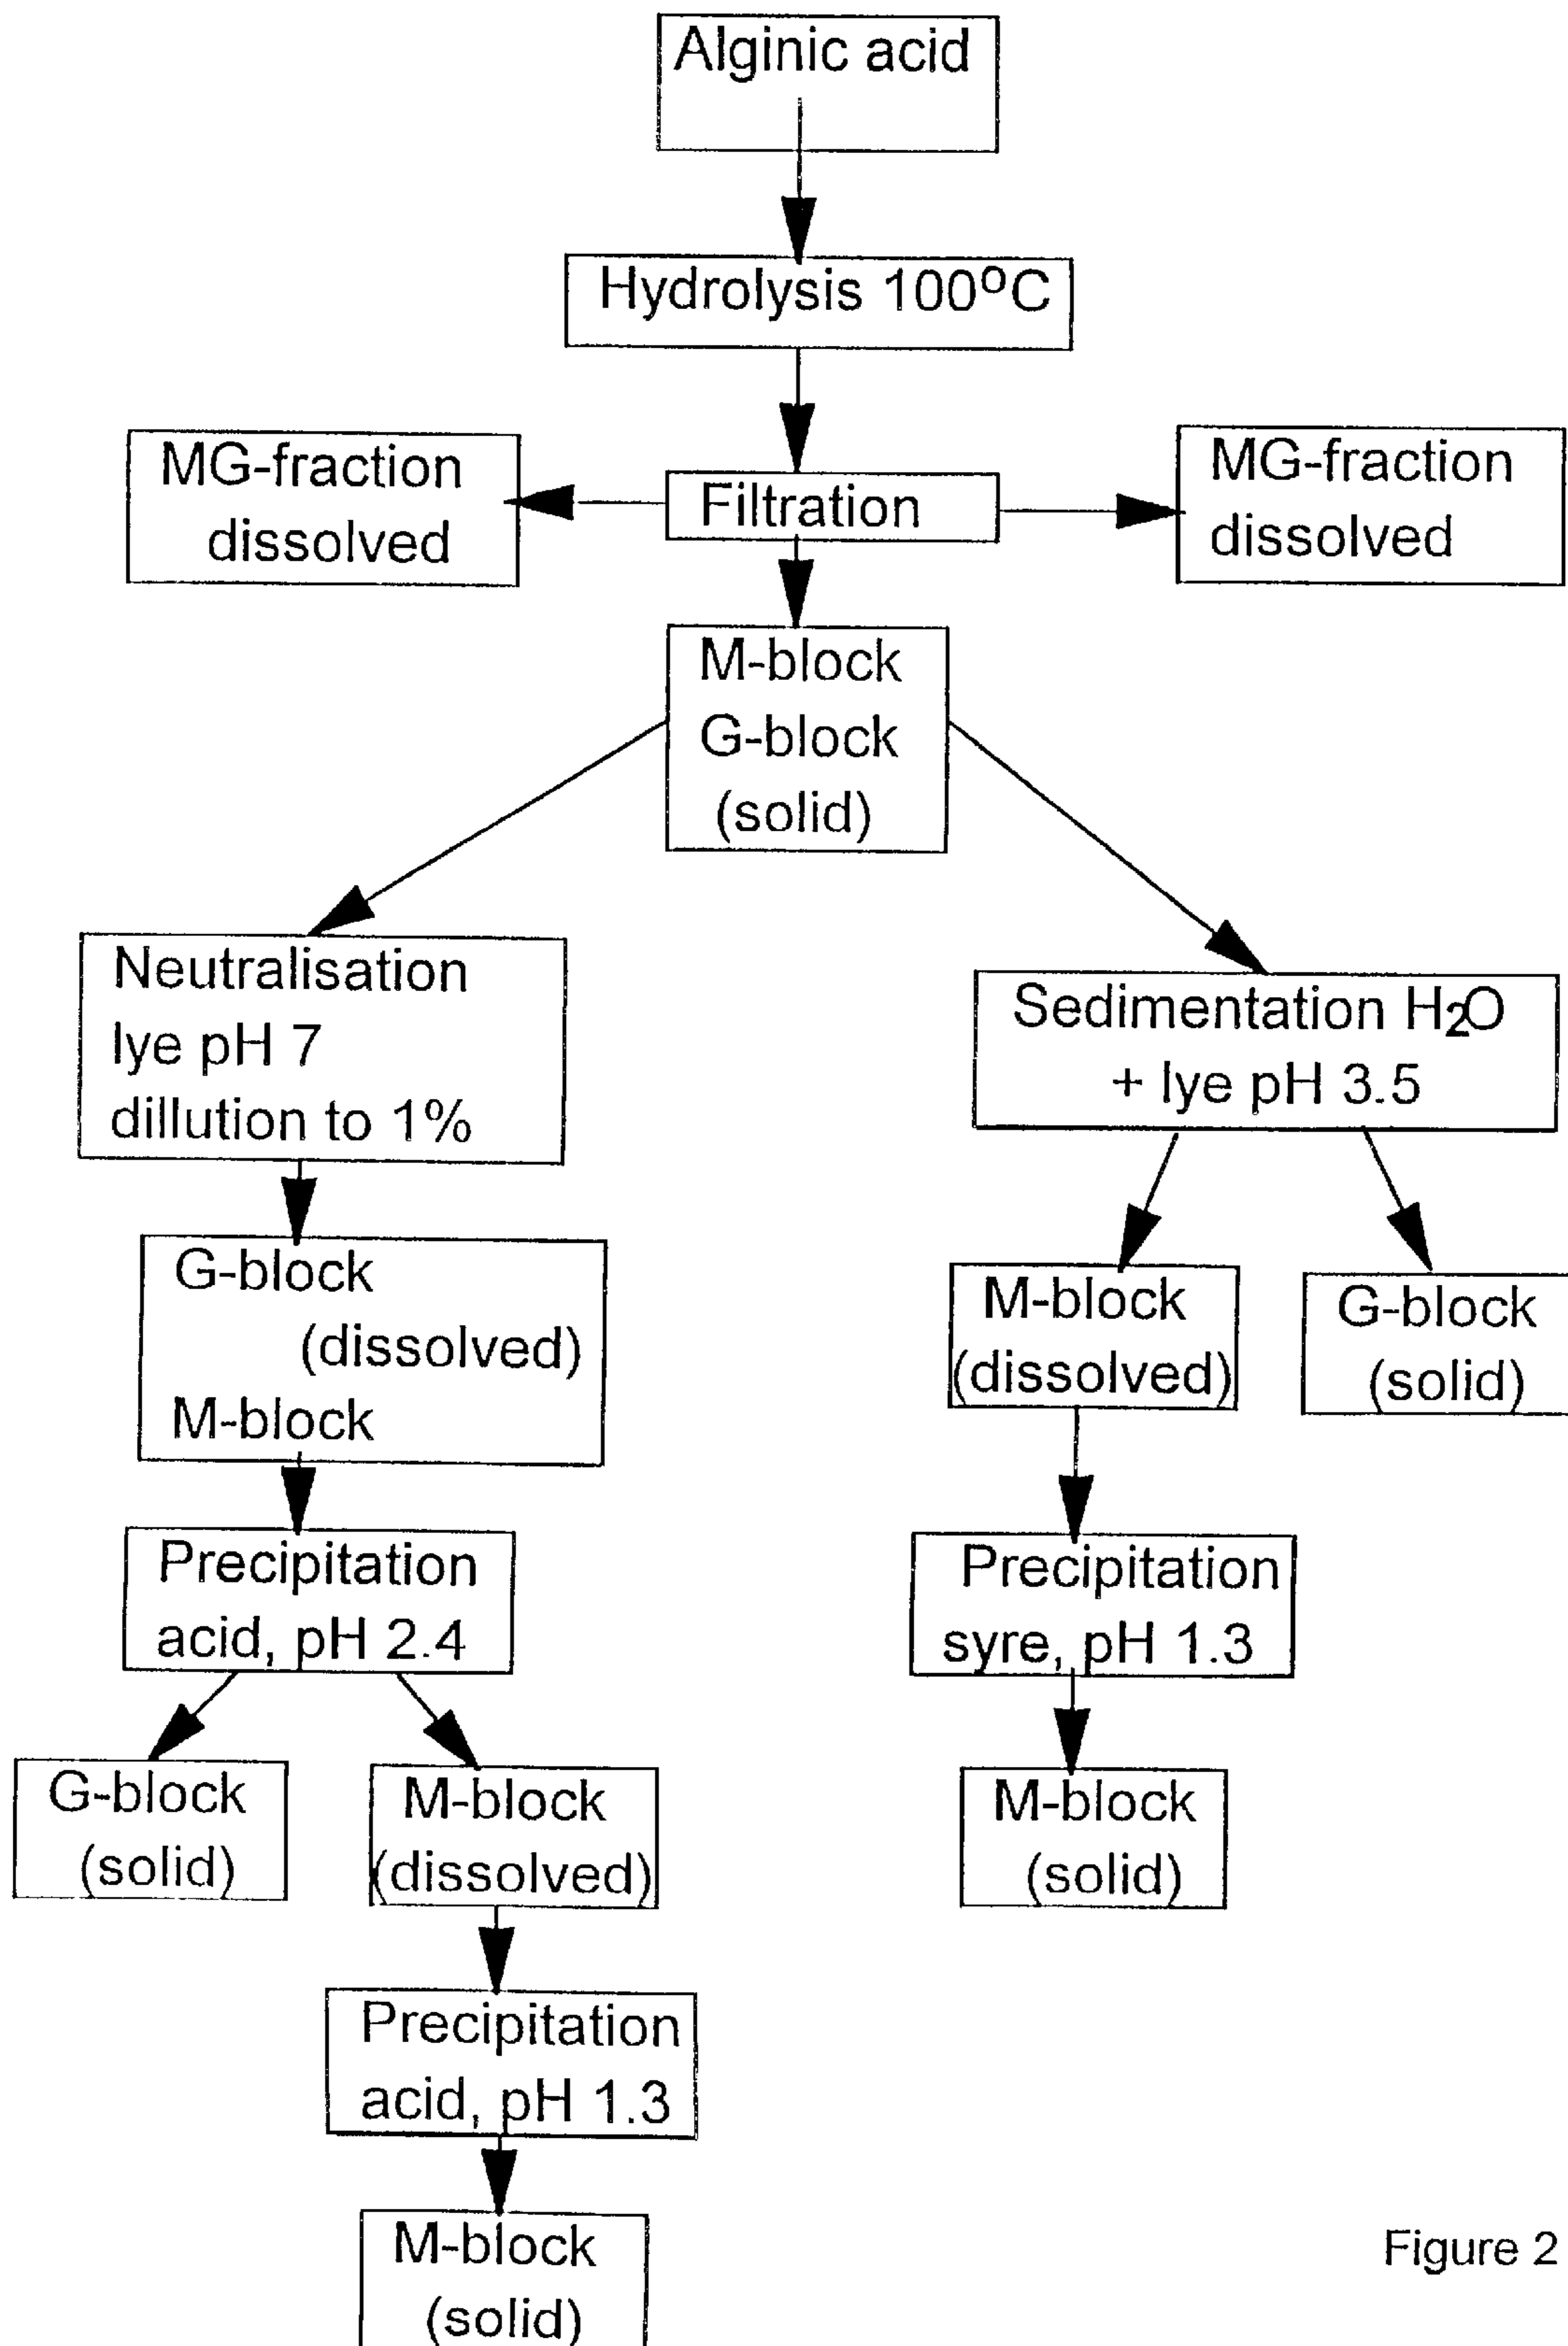 Alginic acid
Hydrolysis 100°C
MG-fraction
dissolved
Filtration
MG-fraction
dissolved
M-block
G-block
(solid)
Neutralisation
lye pH 7
dillution to 1%
Sedimentation H₂O
+ lye pH 3.5
G-block
(dissolved)
M-block
M-block
(dissolved)
G-block
(solid)
Precipitation
acid, pH 2.4
Precipitation
syre, pH 1.3
G-block
(solid)
M-block
(dissolved)
M-block
(solid)
Precipitation
acid, pH 1.3
M-block
(solid)
Figure 2